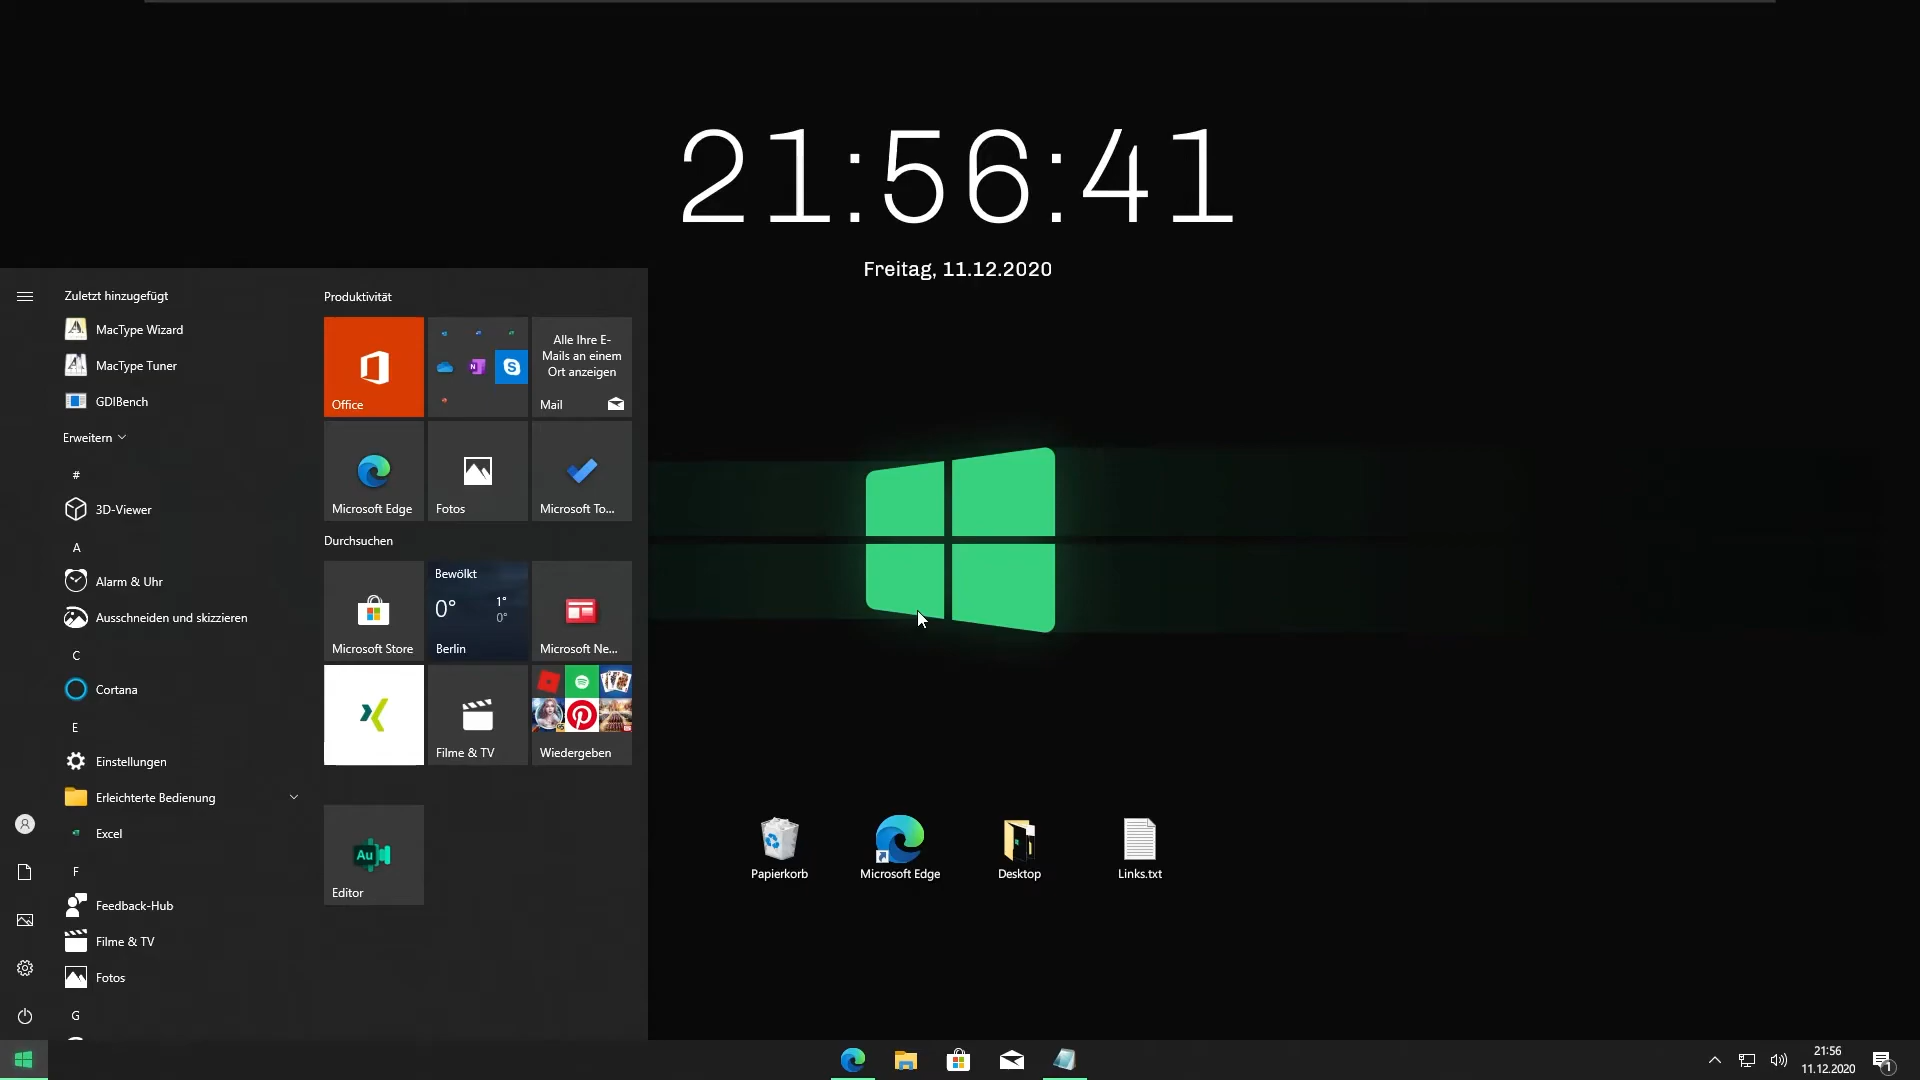 21:56:41
Freitag, 11.12.2020
Zuletzt hinzugefügt
MacType Wizard
MacType Tuner
GDIBench
Erweitern
#
3D-Viewer
A
Alarm & Uhr
Ausschneiden und skizzieren
C
Cortana
E
Einstellungen
Erleichterte Bedienung
Excel
F
Feedback-Hub
Filme & TV
Fotos
G
Produktivität
Office
N
S
Alle Ihre E-
Mails an einem
Ort anzeigen
Mail
Microsoft Edge
Fotos
Microsoft To...
Durchsuchen
Microsoft Store
Bewölkt
0°
1°
0°
Berlin
Microsoft Ne...
Filme & TV
Wiedergeben
Au
Editor
Papierkorb
Microsoft Edge
Desktop
Links.txt
21:56
11.12.2020
1